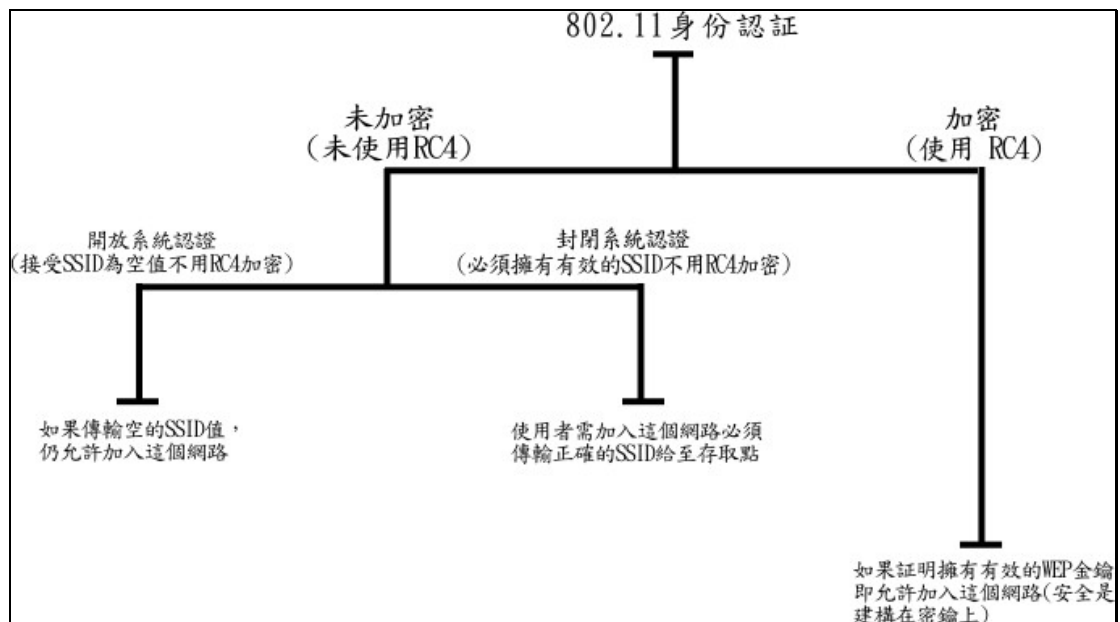 802.11身份認証
未加密
(未使用RC4)
加密
(使用 RC4)
開放系統認證
(接受SSID為空值不用RC4加密)
封閉系統認證
(必須擁有有效的SSID不用RC4加密)
如果傳輸空的SSID值，
仍允許加入這個網路
使用者需加入這個網路必須
傳輸正確的SSID給至存取點
如果証明擁有有效的WEP金鑰
即允許加入這個網路(安全是
建構在密鑰上)